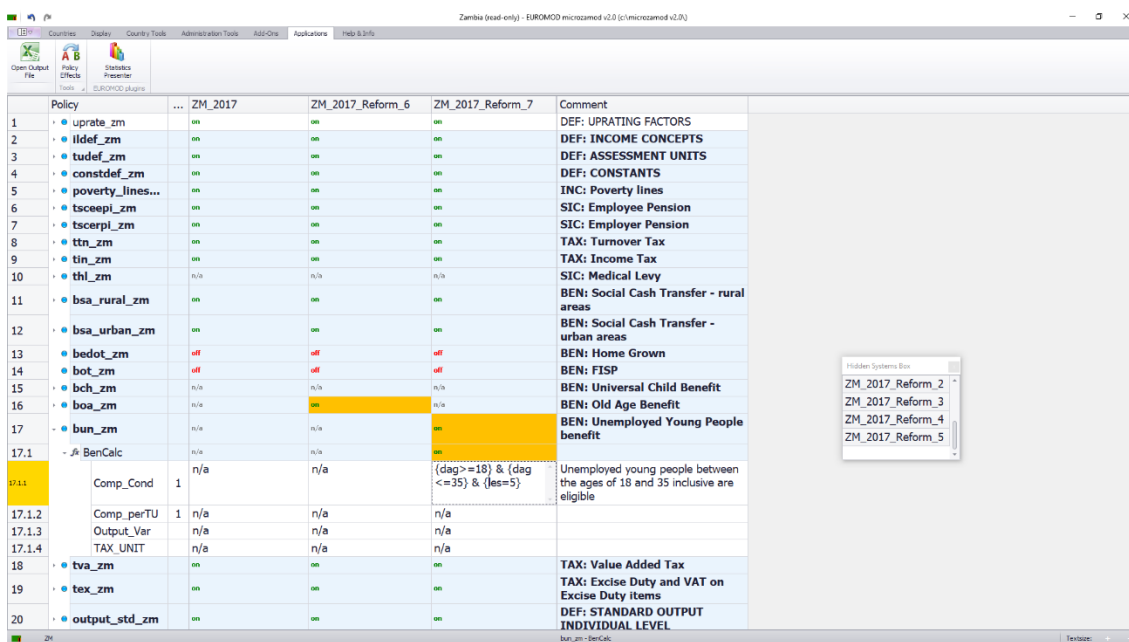 Zambia (read-only) - EUROMOD microzamod v2.0 (c:\microzamod v2.0\)
Countries Display Country Tools Administration Tools Add-Ons Applications Help & Info
Open Output File
Policy Effects
Statistics Presenter
Tools EUROMOD plugins
Policy ... ZM_2017 ZM_2017_Reform_6 ZM_2017_Reform_7 Comment
1 uprate_zm on on on DEF: UPRATING FACTORS
2 ildef_zm on on on DEF: INCOME CONCEPTS
3 tudef_zm on on on DEF: ASSESSMENT UNITS
4 constdef_zm on on on DEF: CONSTANTS
5 poverty_lines... on on on INC: Poverty lines
6 tsceepi_zm on on on SIC: Employee Pension
7 tscerpi_zm on on on SIC: Employer Pension
8 ttn_zm on on on TAX: Turnover Tax
9 tin_zm on on on TAX: Income Tax
10 thl_zm n/a n/a n/a SIC: Medical Levy
11 bsa_rural_zm on on on BEN: Social Cash Transfer - rural
areas
12 bsa_urban_zm on on on BEN: Social Cash Transfer -
urban areas
13 bedot_zm off off off BEN: Home Grown
14 bot_zm off off off BEN: FISP
15 bch_zm n/a n/a n/a BEN: Universal Child Benefit
16 boa_zm n/a on n/a BEN: Old Age Benefit
17 bun_zm n/a n/a on BEN: Unemployed Young People
benefit
17.1 fx BenCalc n/a n/a on
17.1.1 Comp_Cond 1 n/a n/a {dag>=18} & {dag
<=35} & {les=5}
Unemployed young people between
the ages of 18 and 35 inclusive are
eligible
17.1.2 Comp_perTU 1 n/a n/a n/a
17.1.3 Output_Var n/a n/a n/a
17.1.4 TAX_UNIT n/a n/a n/a
18 tva_zm on on on TAX: Value Added Tax
19 tex_zm on on on TAX: Excise Duty and VAT on
Excise Duty items
20 output_std_zm on on on DEF: STANDARD OUTPUT
INDIVIDUAL LEVEL
Hidden Systems Box
ZM_2017_Reform_2
ZM_2017_Reform_3
ZM_2017_Reform_4
ZM_2017_Reform_5
ZM bun_zm - BenCalc Textsize: